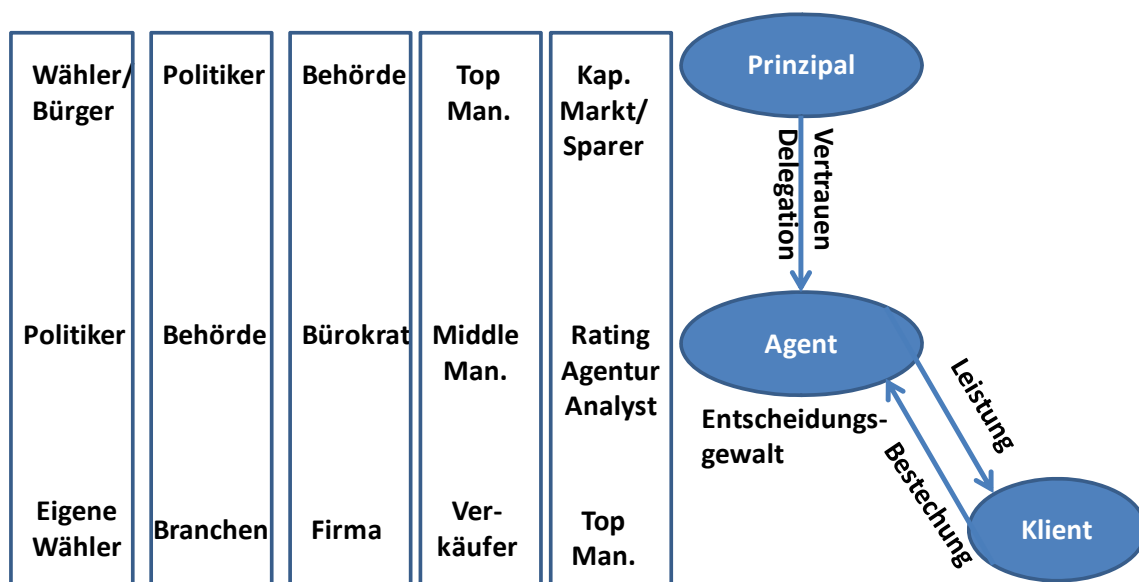 Wähler/
Bürger
Politiker
Eigene
Wähler
Politiker
Behörde
Branchen
Behörde
Bürokrat
Firma
Top
Man.
Middle
Man.
Ver-
käufer
Kap.
Markt/
Sparer
Rating
Agentur
Analyst
Top
Man.
Prinzipal
Vertrauen
Delegation
Agent
Entscheidungs-
gewalt
Leistung
Bestechung
Klient